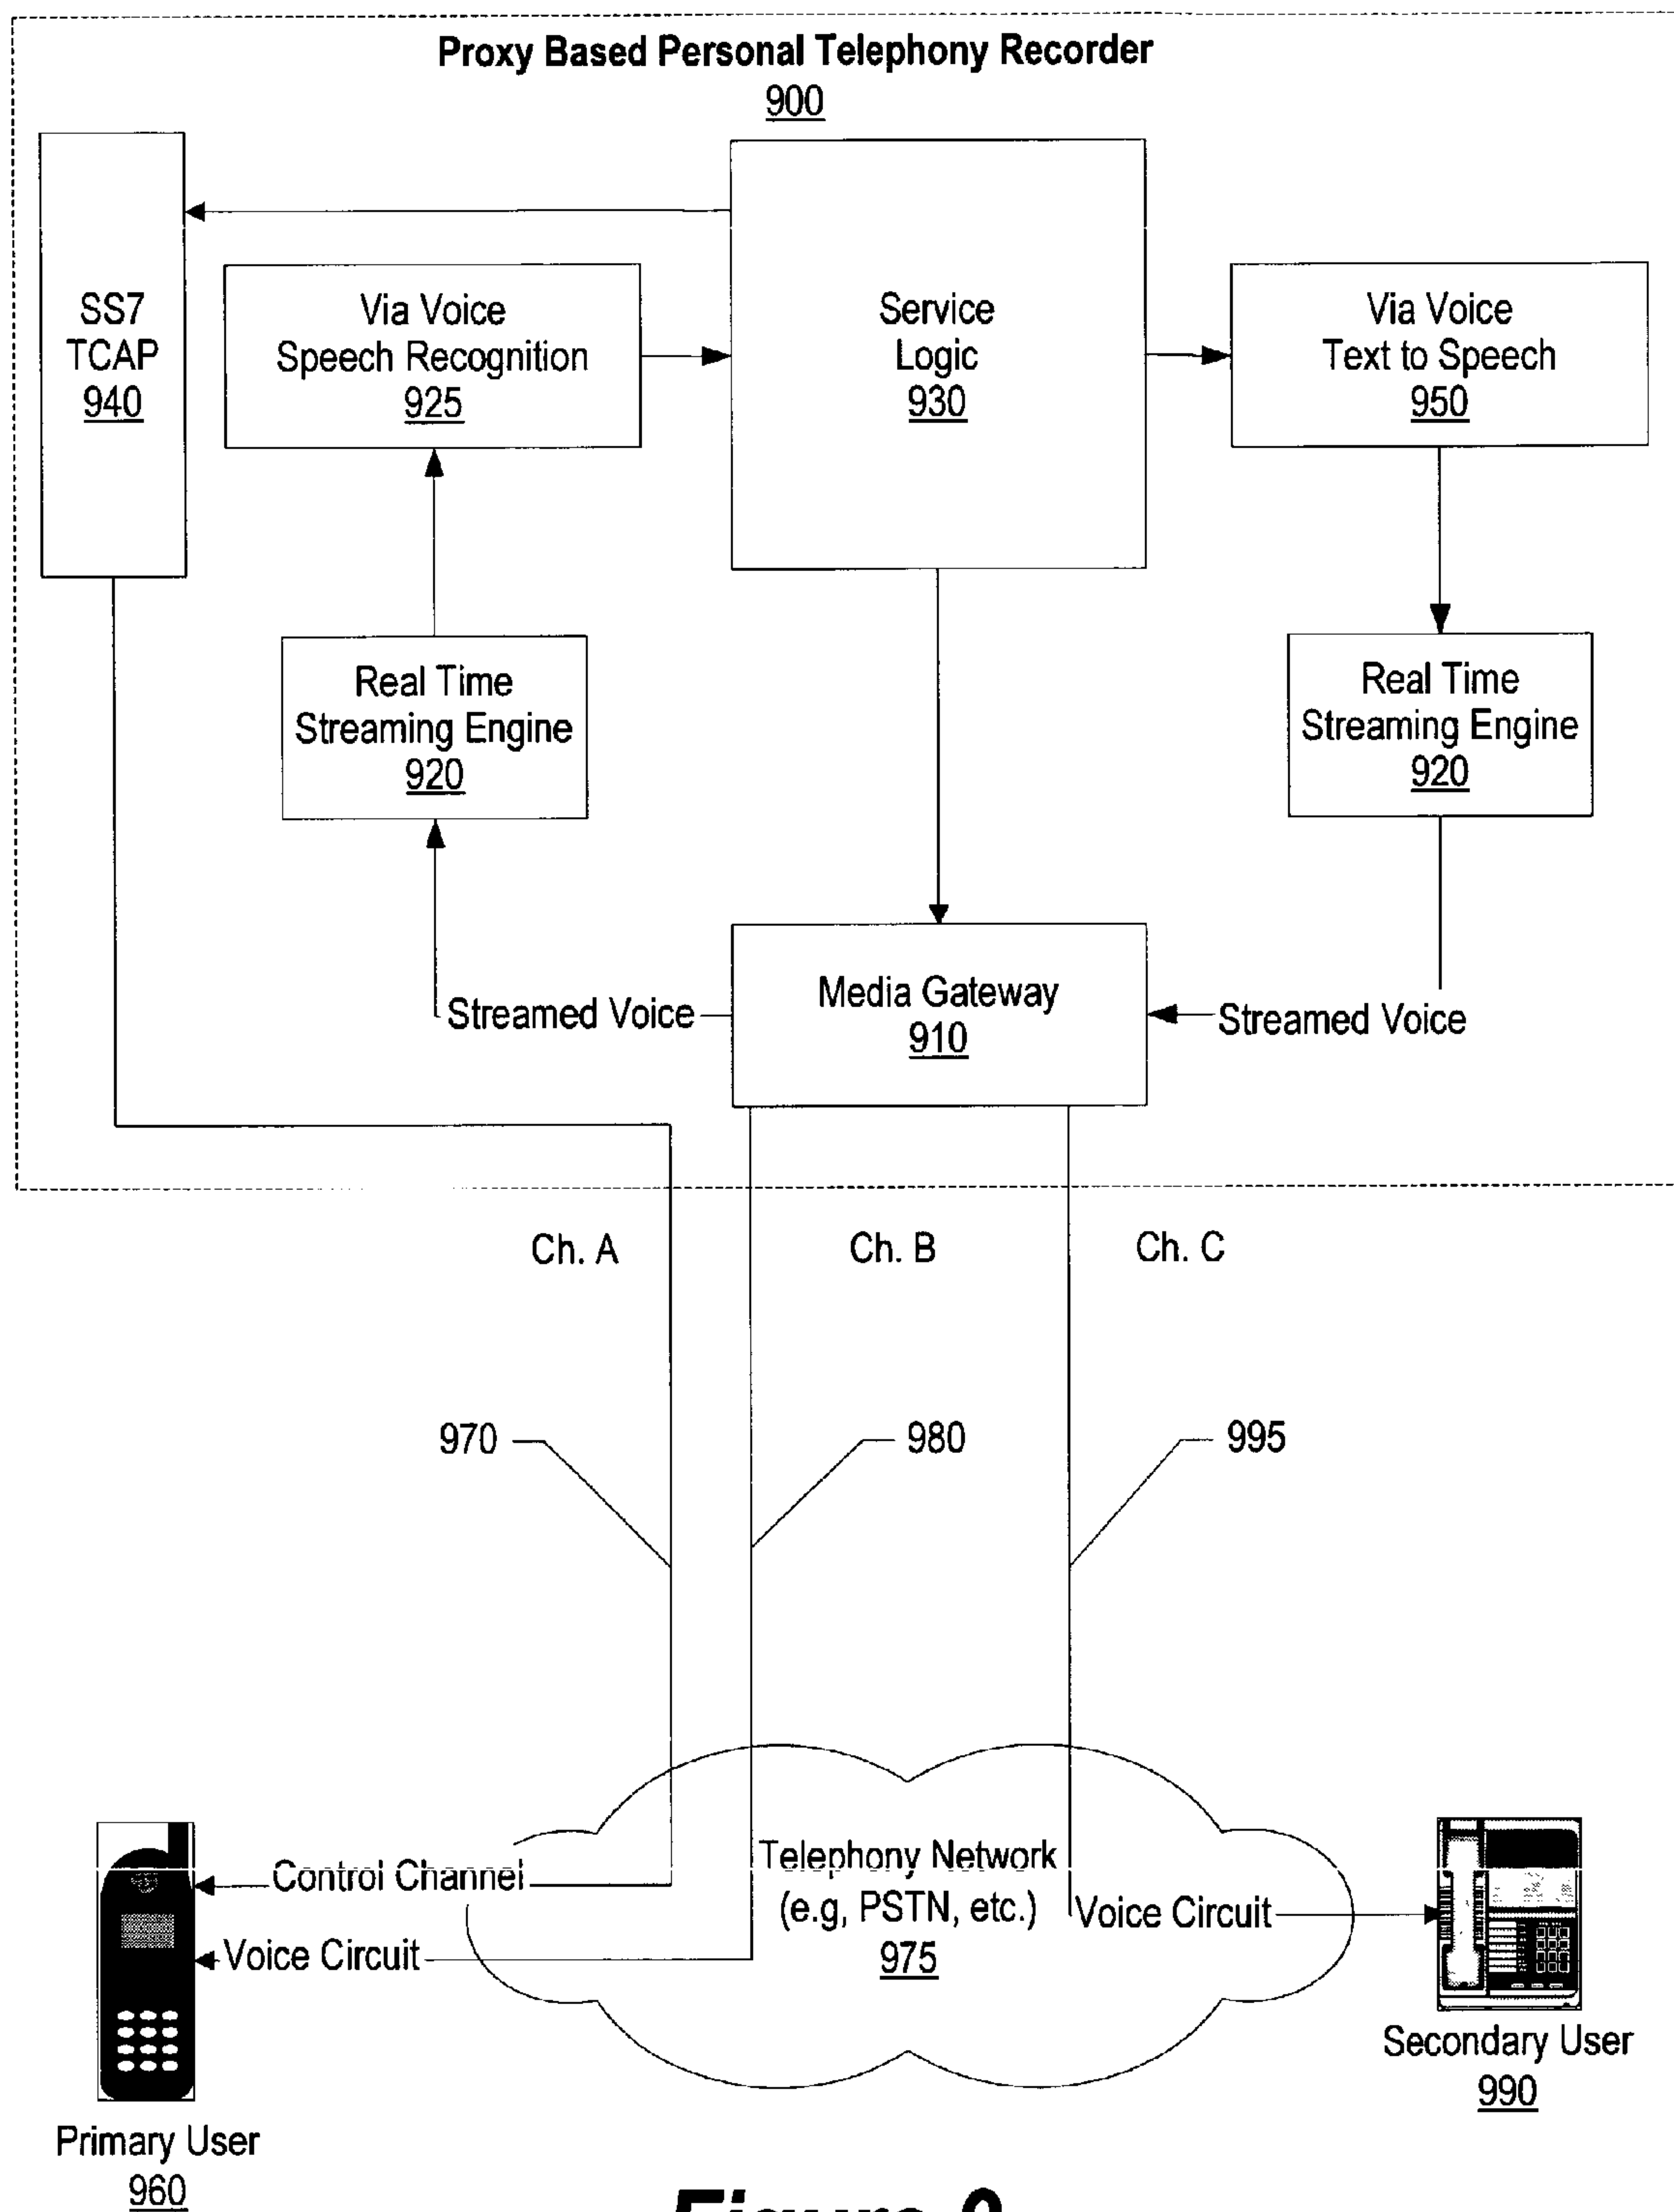 Proxy Based Personal Telephony Recorder
900
SS7
TCAP
940
Via Voice
Speech Recognition
925
Service
Logic
930
Via Voice
Text to Speech
950
Real Time
Streaming Engine
920
Real Time
Streaming Engine
920
Streamed Voice
Media Gateway
910
Streamed Voice
Ch. A
Ch. B
Ch. C
970
980
995
Control Channel
Voice Circuit
Telephony Network
(e.g, PSTN, etc.)
975
Voice Circuit
Primary User
960
Secondary User
990
Figure